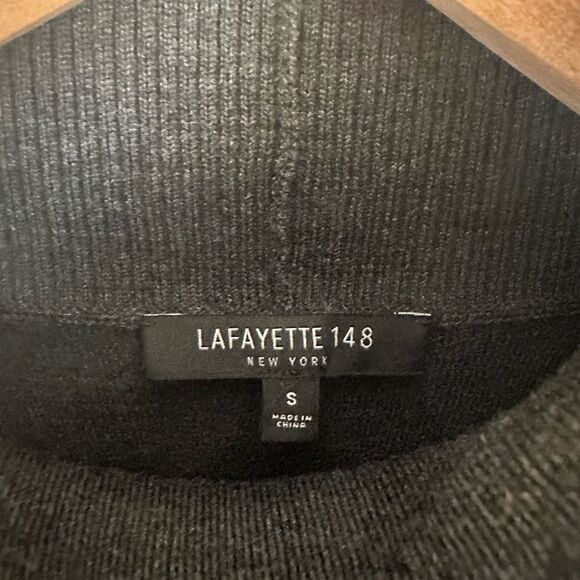 LAFAYETTE 148
NEW YORK
S
MADE IN
CHINA